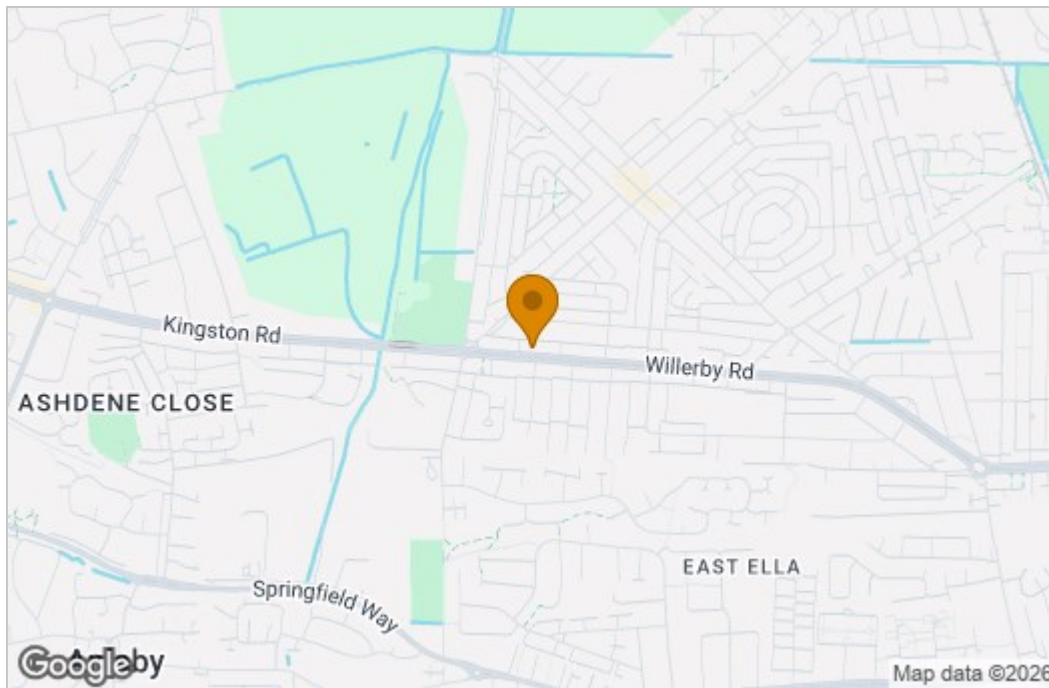 Kingston Rd
Willerby Rd
ASHDENE CLOSE
EAST ELLA
Springfield Way
Google
Map data ©2026